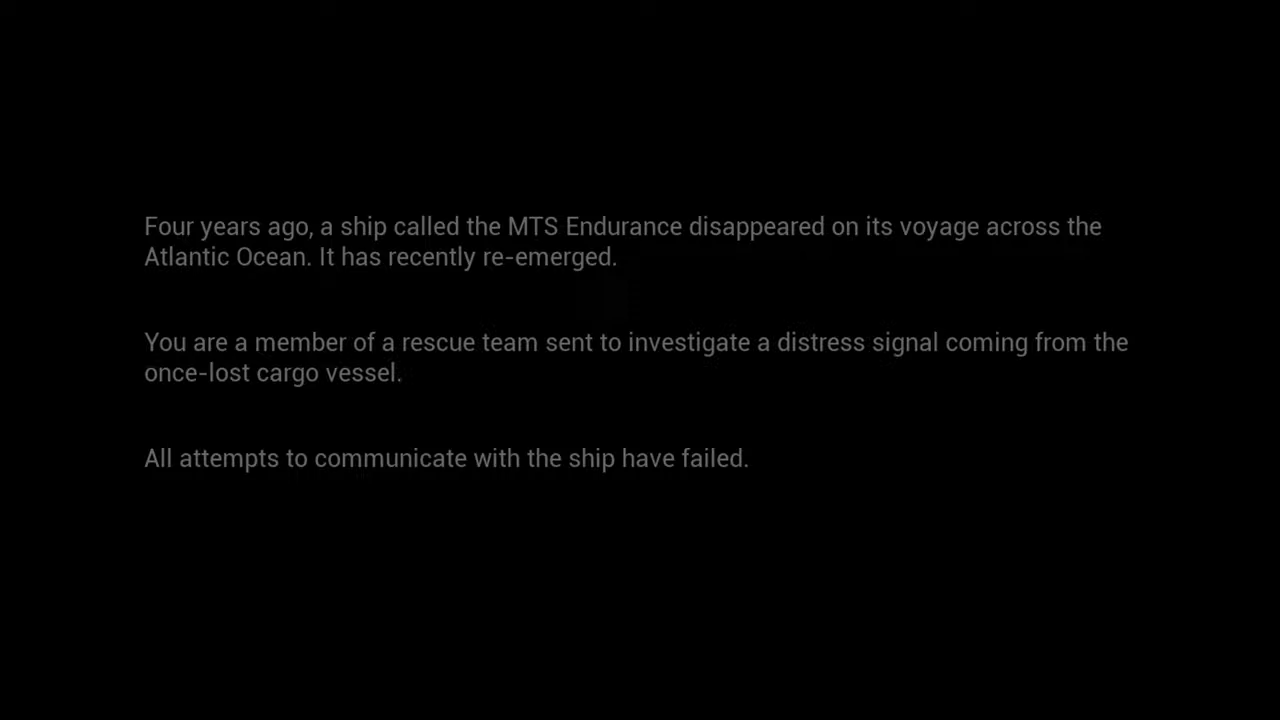 Four years ago, a ship called the MTS Endurance disappeared on its voyage across the
Atlantic Ocean. It has recently re-emerged.
You are a member of a rescue team sent to investigate a distress signal coming from the
once-lost cargo vessel.
All attempts to communicate with the ship have failed.